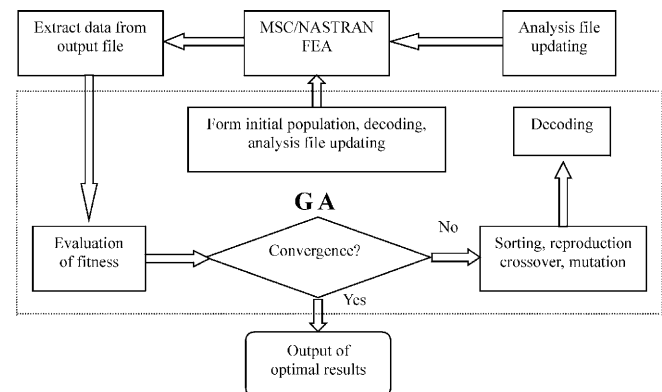 Extract data from
output file
MSC/NASTRAN
FEA
Analysis file
updating
Form initial population, decoding,
analysis file updating
Decoding
GA
Evaluation
of fitness
Convergence?
No
Sorting, reproduction
crossover, mutation
Yes
Output of
optimal results